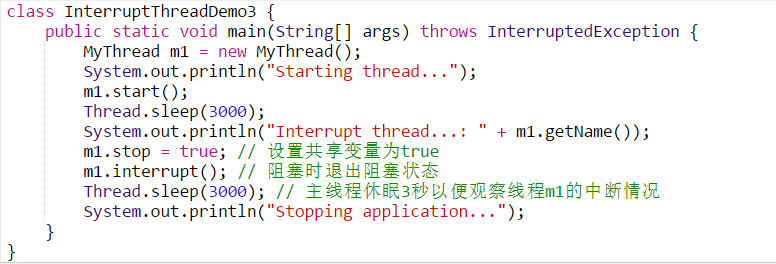 class InterruptThreadDemo3 {
    public static void main(String[] args) throws InterruptedException {
        MyThread m1 = new MyThread();
        System.out.println("Starting thread...");
        m1.start();
        Thread.sleep(3000);
        System.out.println("Interrupt thread...: " + m1.getName());
        m1.stop = true; // 设置共享变量为true
        m1.interrupt(); // 阻塞时退出阻塞状态
        Thread.sleep(3000); // 主线程休眠3秒以便观察线程m1的中断情况
        System.out.println("Stopping application...");
    }
}